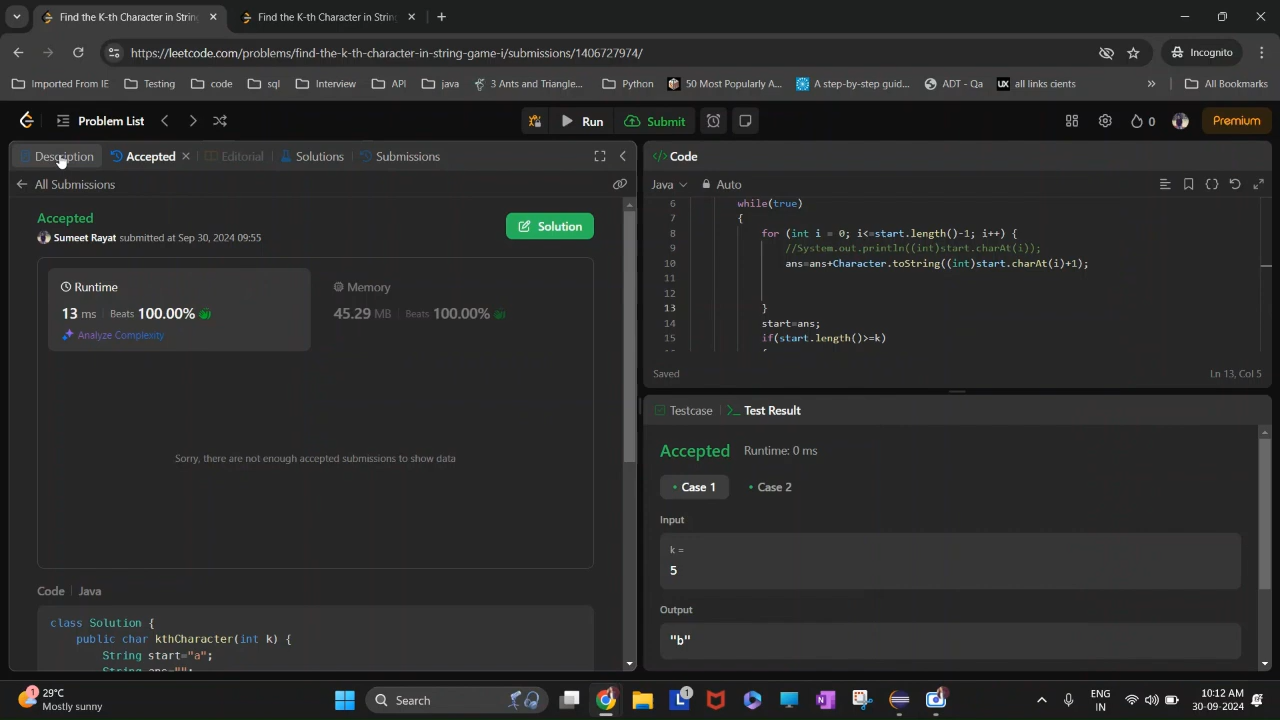 Find the K-th Character in String
Find the K-th Character in String
https://leetcode.com/problems/find-the-k-th-character-in-string-game-i/submissions/1406727974/
Incognito
Imported From IE
Testing
code
sql
Interview
API
java
3 Ants and Triangle...
Python
50 Most Popularly A...
A step-by-step guid...
ADT - Qa
UX
all links cients
All Bookmarks
Problem List
Run
Submit
0
Premium
Description
Accepted
Editorial
Solutions
Submissions
All Submissions
Accepted
Sumeet Rayat submitted at Sep 30, 2024 09:55
Solution
Runtime
13 ms | Beats 100.00%
Analyze Complexity
Memory
45.29 MB | Beats 100.00%
Sorry, there are not enough accepted submissions to show data
Code | Java
class Solution {
public char kthCharacter(int k) {
String start="a";
String ans="";
</> Code
Java
Auto
6 while(true)
7 {
8 for (int i = 0; i<=start.length()-1; i++) {
9 //System.out.println((int)start.charAt(i));
10 ans=ans+Character.toString((int)start.charAt(i)+1);
11
12
13 }
14 start=ans;
15 if(start.length()>=k)
Saved
Ln 13, Col 5
Testcase
Test Result
Accepted Runtime: 0 ms
Case 1
Case 2
Input
k =
5
Output
"b"
1
29°C
Mostly sunny
Search
L
1
N
ENG
IN
10:12 AM
30-09-2024